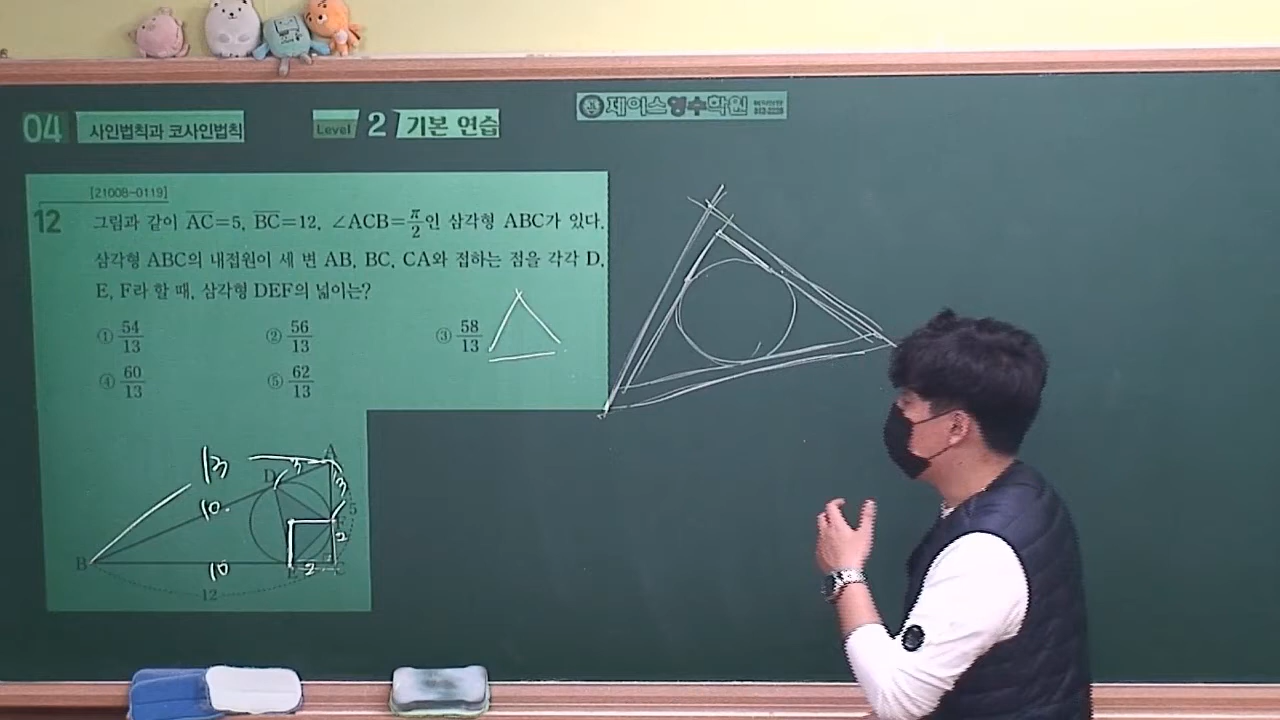 04 사인법칙과 코사인법칙 Level 2 기본 연습
제이스영수학원
[21008-0119]
12 그림과 같이 AC=5, BC=12, ∠ACB=π/2인 삼각형 ABC가 있다.
삼각형 ABC의 내접원이 세 변 AB, BC, CA와 접하는 점을 각각 D,
E, F라 할 때, 삼각형 DEF의 넓이는?
① 54/13 ② 56/13 ③ 58/13
④ 60/13 ⑤ 62/13
13 3 A
D 3
10 5
F 2
B 10 E 2 C
12